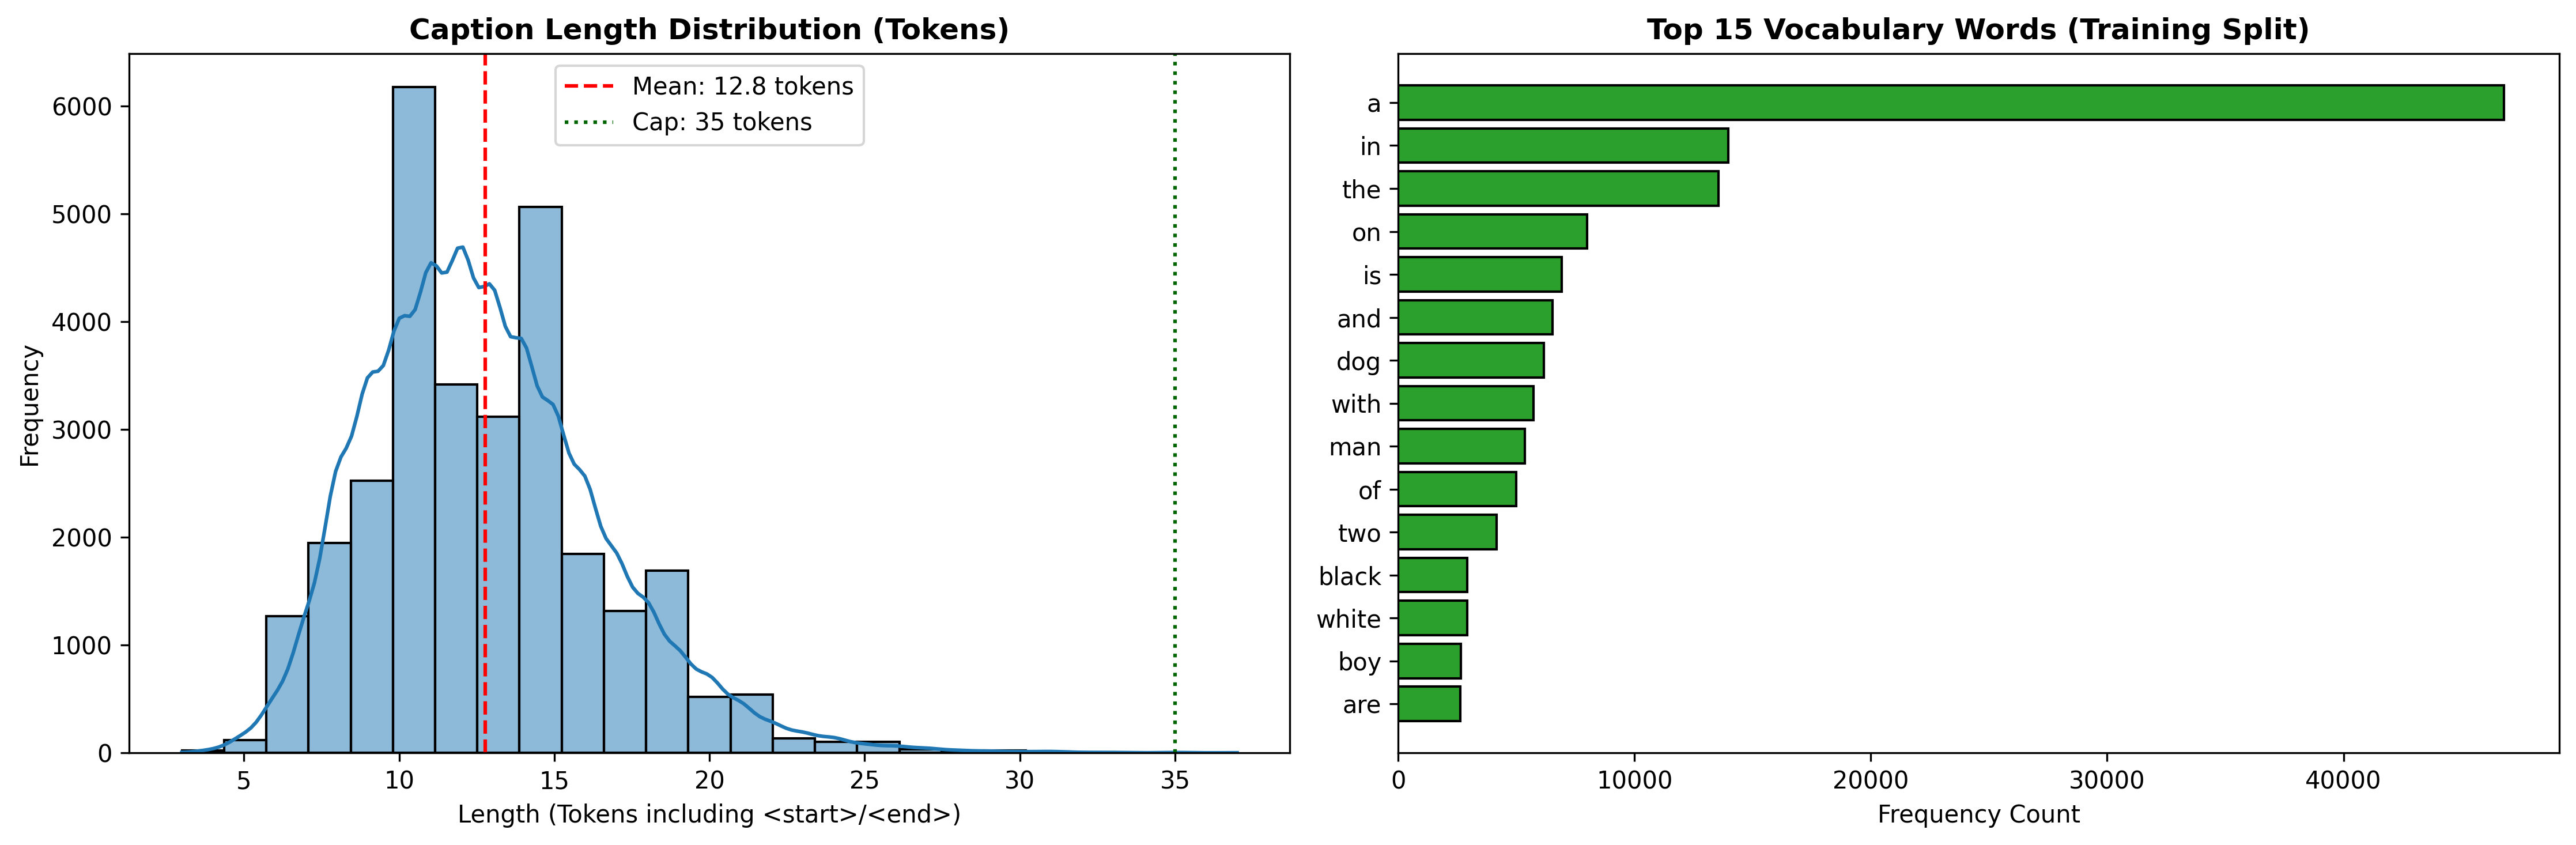 Caption Length Distribution (Tokens)
Mean: 12.8 tokens
Cap: 35 tokens
Frequency
6000
5000
4000
3000
2000
1000
0
5 10 15 20 25 30 35
Length (Tokens including <start>/<end>)
Top 15 Vocabulary Words (Training Split)
a
in
the
on
is
and
dog
with
man
of
two
black
white
boy
are
0 10000 20000 30000 40000
Frequency Count